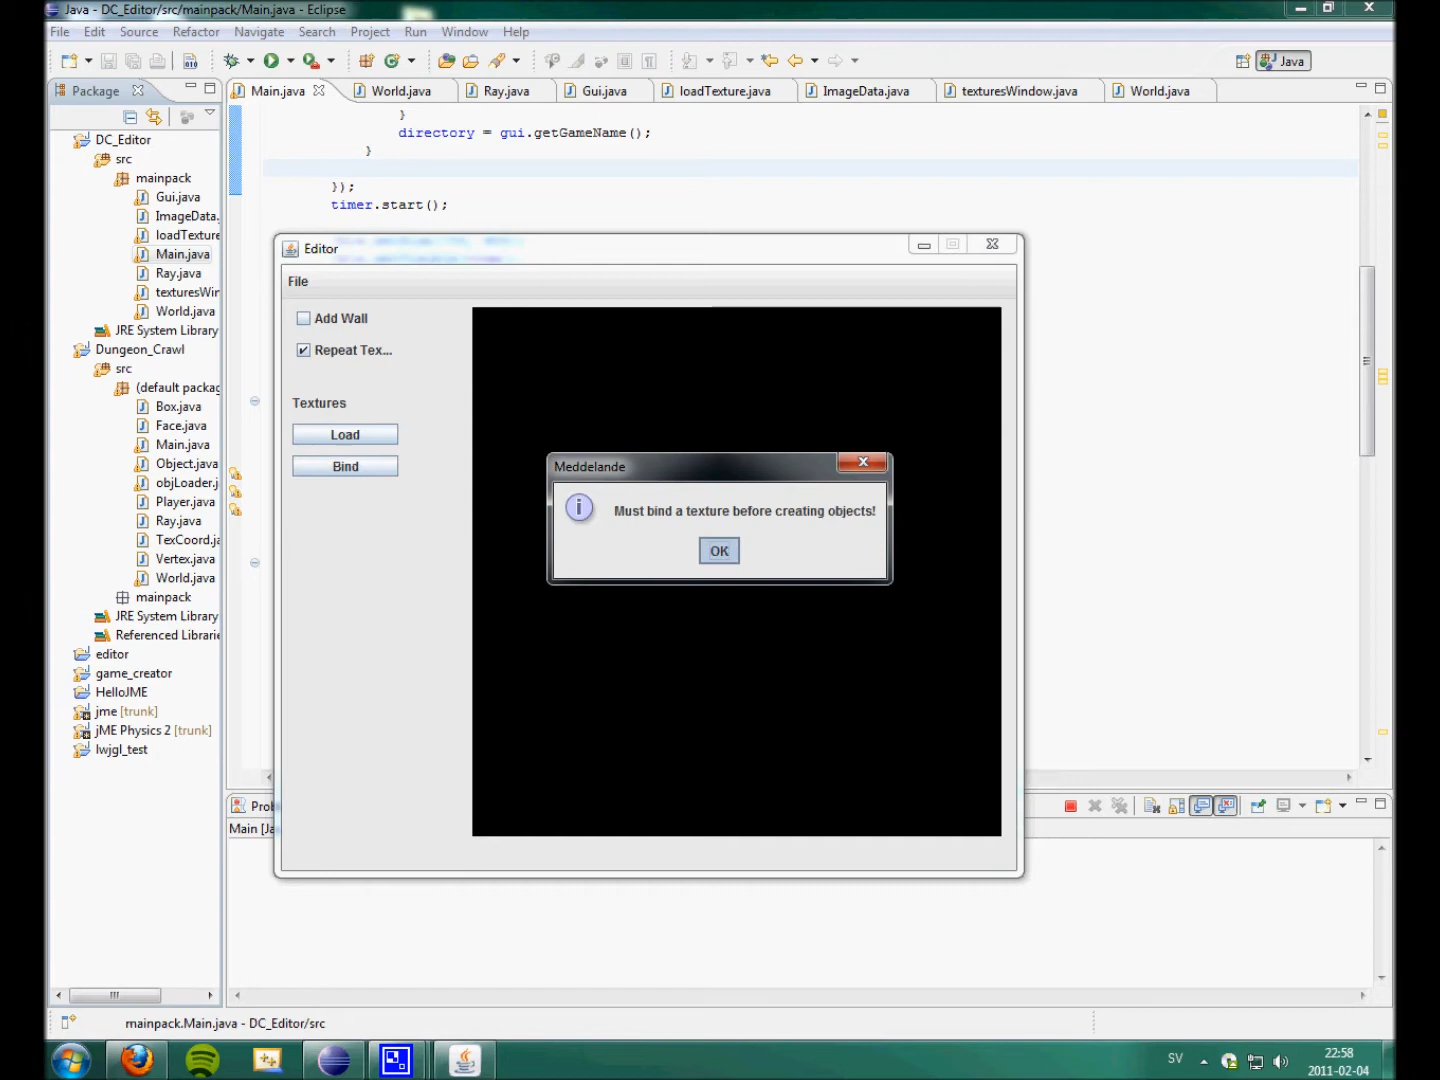 Java - DC_Editor/src/mainpack/Main.java - Eclipse
File Edit Source Refactor Navigate Search Project Run Window Help
Java
Package
Main.java World.java Ray.java Gui.java loadTexture.java ImageData.java texturesWindow.java World.java
DC_Editor
src
mainpack
Gui.java
ImageData.
loadTexture
Main.java
Ray.java
texturesWin
World.java
JRE System Library
Dungeon_Crawl
src
(default packag
Box.java
Face.java
Main.java
Object.java
objLoader.j
Player.java
Ray.java
TexCoord.ja
Vertex.java
World.java
mainpack
JRE System Library
Referenced Librarie
editor
game_creator
HelloJME
jme [trunk]
jME Physics 2 [trunk]
lwjgl_test
}
directory = gui.getGameName();
}
});
timer.start();
Editor
File
Add Wall
Repeat Tex...
Textures
Load
Bind
Meddelande
Must bind a texture before creating objects!
OK
Prob
Main [Ja
mainpack.Main.java - DC_Editor/src
SV
22:58
2011-02-04